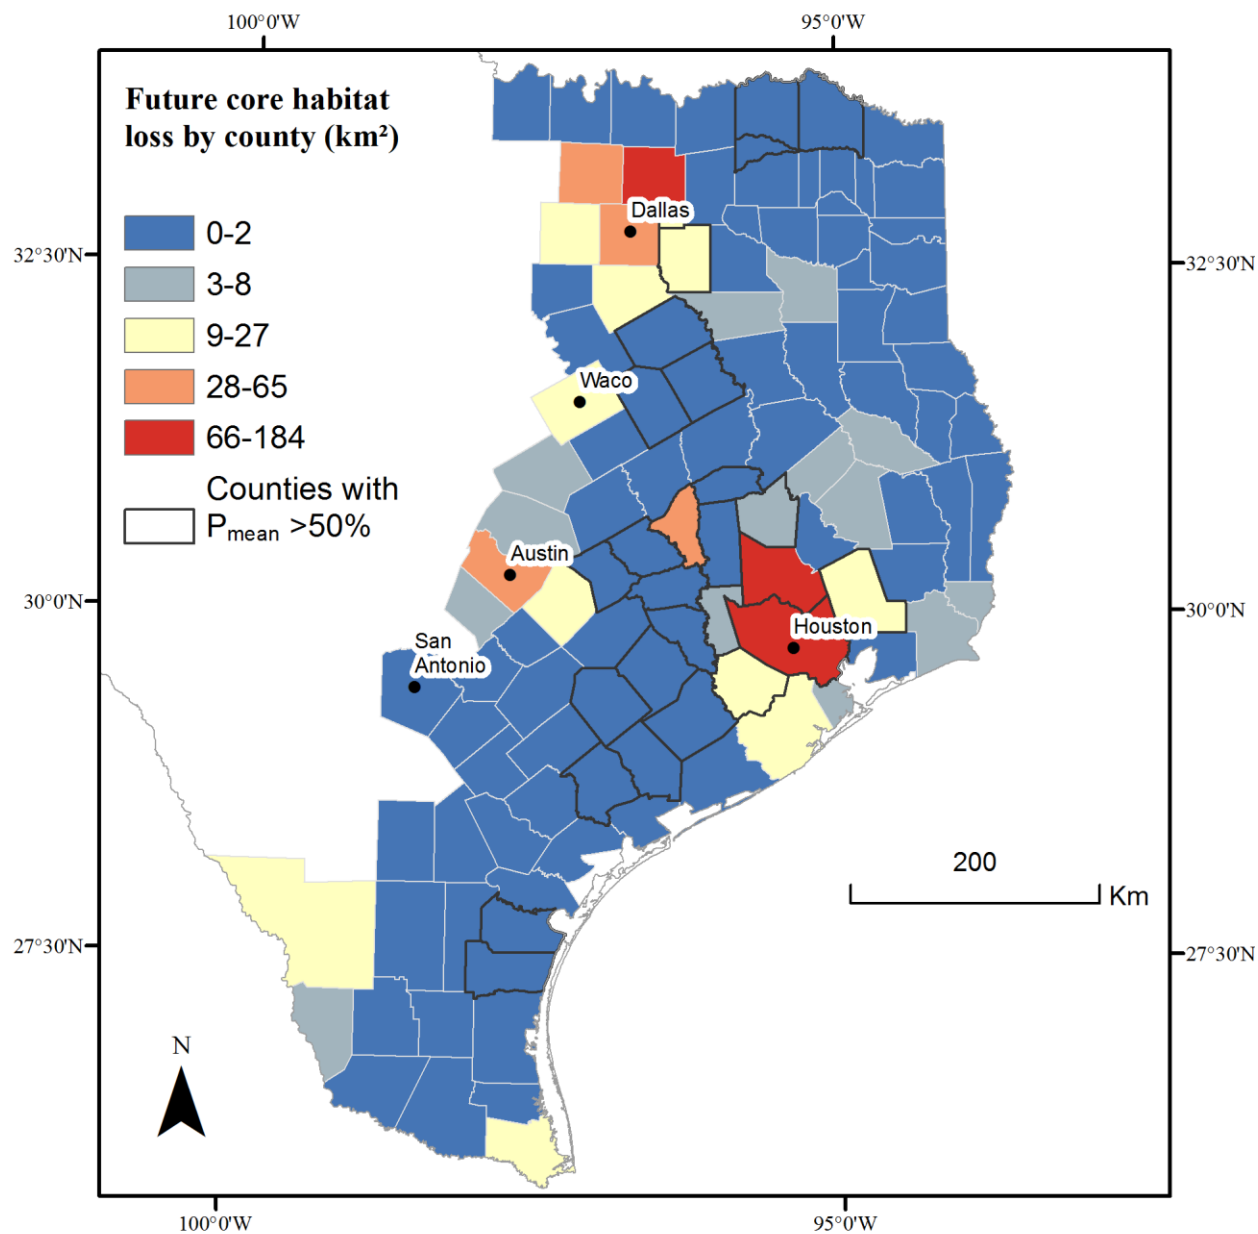 100°0'W
95°0'W
Future core habitat
loss by county (km²)
0-2
3-8
9-27
28-65
66-184
Counties with
Pmean >50%
32°30'N
32°30'N
Dallas
Waco
Austin
30°0'N
30°0'N
Houston
San
Antonio
200
Km
27°30'N
27°30'N
N
100°0'W
95°0'W